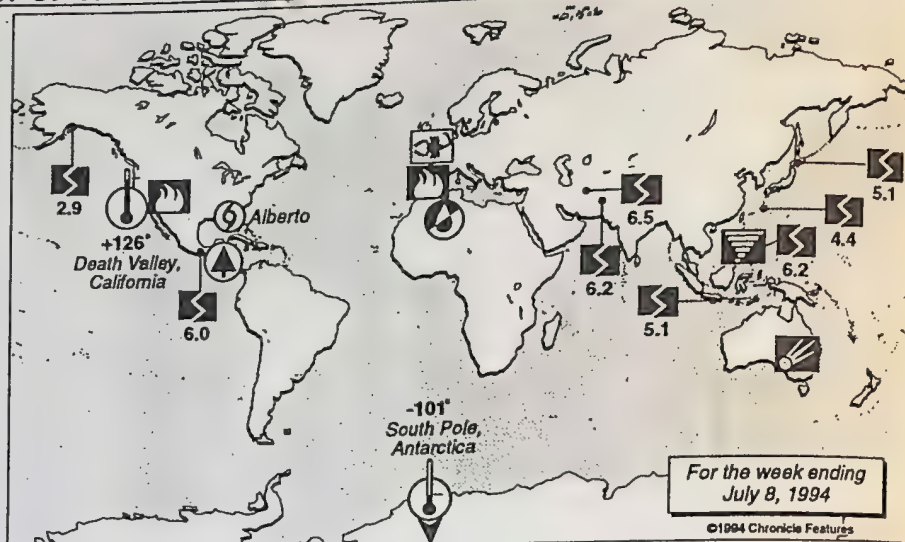 2.9
+126°
Death Valley,
California
Alberto
6.0
6.5
6.2
5.1
5.1
4.4
6.2
-101°
South Pole,
Antarctica
For the week ending
July 8, 1994
©1994 Chronicle Features